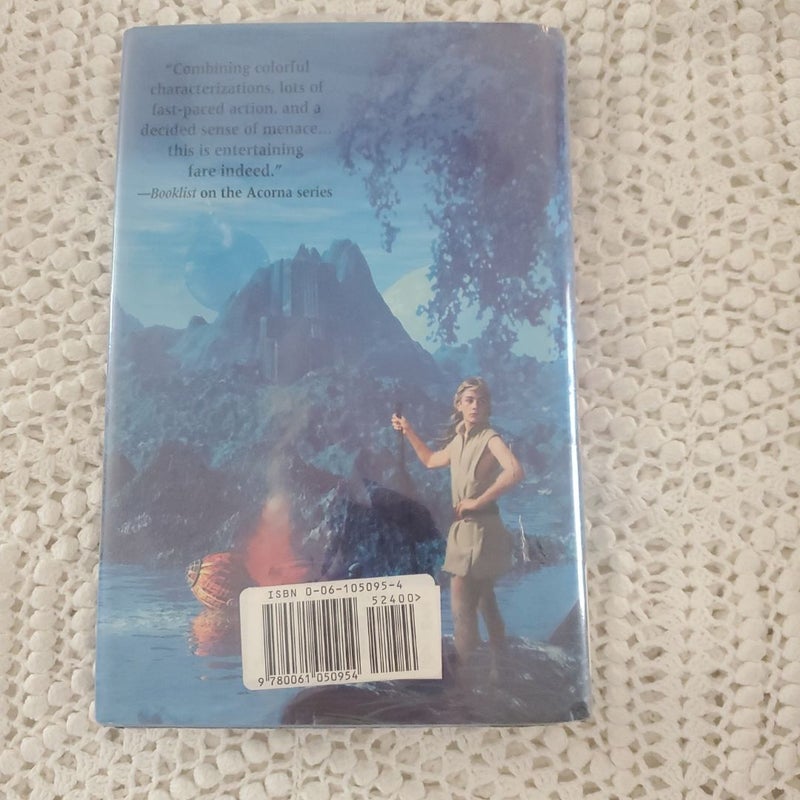 "Combining colorful
characterizations, lots of
fast-paced action, and a
decided sense of menace...
this is entertaining
fare indeed."
—Booklist on the Acorna series
ISBN 0-06-105095-4
52400>
9 780061 050954